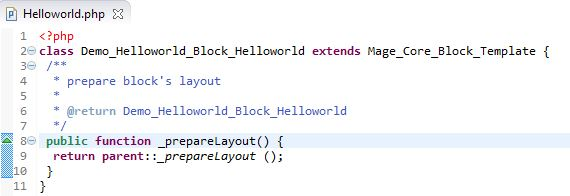 Helloworld.php
1 <?php
2 class Demo_Helloworld_Block_Helloworld extends Mage_Core_Block_Template {
3 /**
4 * prepare block's layout
5 *
6 * @return Demo_Helloworld_Block_Helloworld
7 */
8 public function _prepareLayout() {
9 return parent::_prepareLayout ();
10 }
11 }